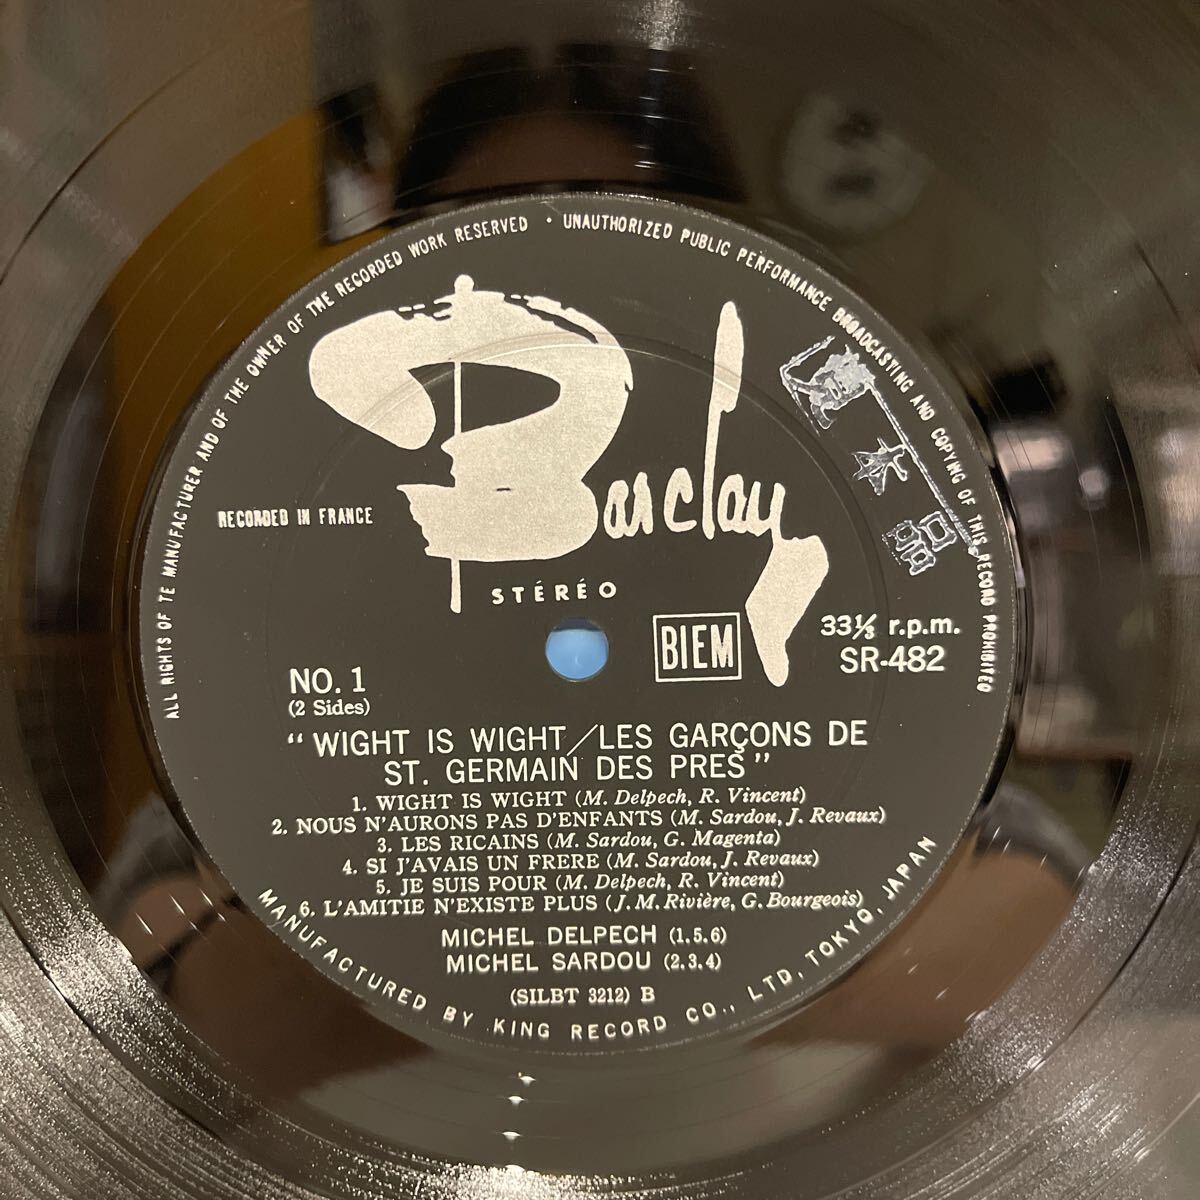 ALL RIGHTS OF TE MANUFACTURER AND OF THE OWNER OF THE RECORDED WORK RESERVED • UNAUTHORIZED PUBLIC PERFORMANCE BROADCASTING AND COPYING OF THIS RECORD PROHIBITED
Barclay
RECORDED IN FRANCE
STÉRÉO
BIEM
33⅓ r.p.m.
SR-482
NO. 1
(2 Sides)
"WIGHT IS WIGHT/LES GARÇONS DE
ST. GERMAIN DES PRES"
1. WIGHT IS WIGHT (M. Delpech, R. Vincent)
2. NOUS N'AURONS PAS D'ENFANTS (M. Sardou, J. Revaux)
3. LES RICAINS (M. Sardou, G. Magenta)
4. SI J'AVAIS UN FRERE (M. Sardou, J. Revaux)
5. JE SUIS POUR (M. Delpech, R. Vincent)
6. L'AMITIE N'EXISTE PLUS (J. M. Rivière, G. Bourgeois)
MICHEL DELPECH (1.5.6)
MICHEL SARDOU (2.3.4)
(SILBT 3212) B
MANUFACTURED BY KING RECORD CO., LTD, TOKYO, JAPAN